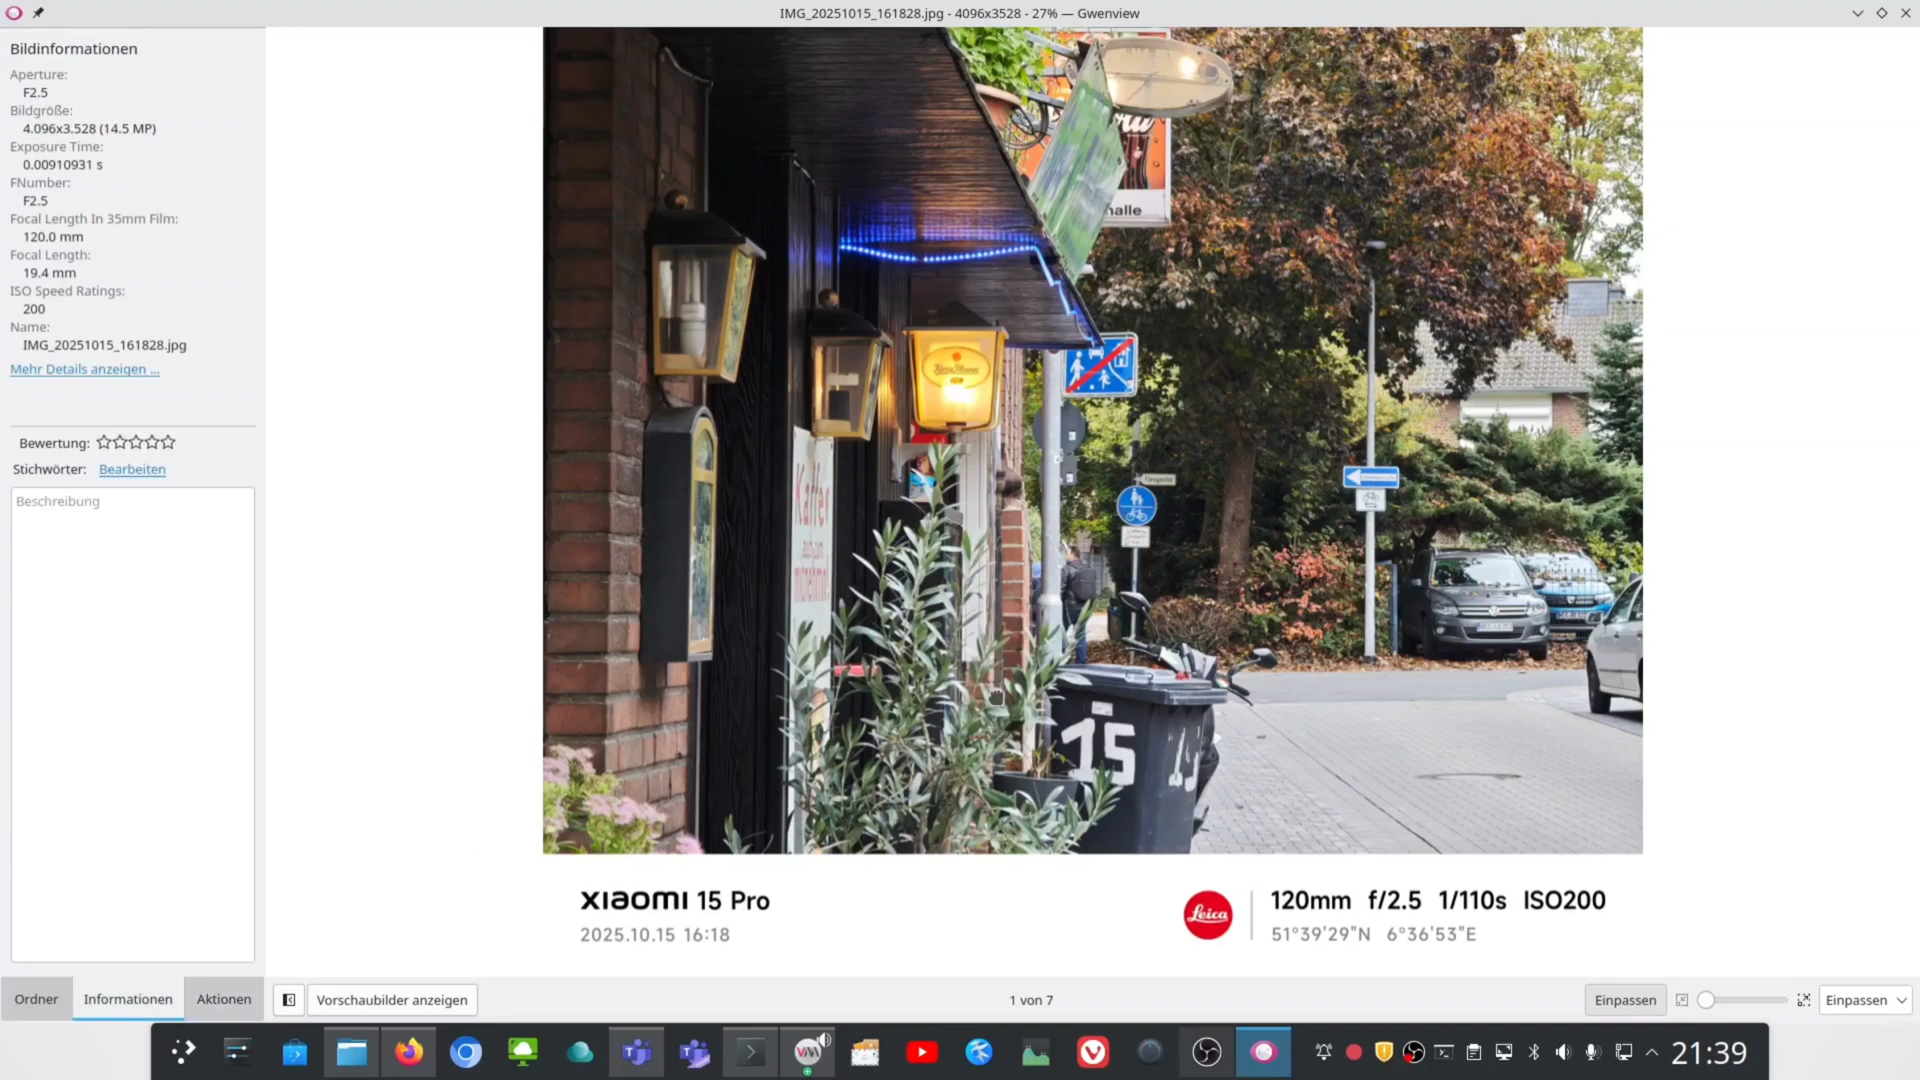 IMG_20251015_161828.jpg - 4096x3528 - 27% — Gwenview
Bildinformationen
Aperture:
F2.5
Bildgröße:
4.096x3.528 (14.5 MP)
Exposure Time:
0.00910931 s
FNumber:
F2.5
Focal Length In 35mm Film:
120.0 mm
Focal Length:
19.4 mm
ISO Speed Ratings:
200
Name:
IMG_20251015_161828.jpg
Mehr Details anzeigen ...
Bewertung:
Stichwörter: Bearbeiten
Beschreibung
halle
15
xiaomi 15 Pro
2025.10.15 16:18
Leica
120mm f/2.5 1/110s ISO200
51°39'29"N 6°36'53"E
Ordner
Informationen
Aktionen
Vorschaubilder anzeigen
1 von 7
Einpassen
Einpassen
21:39